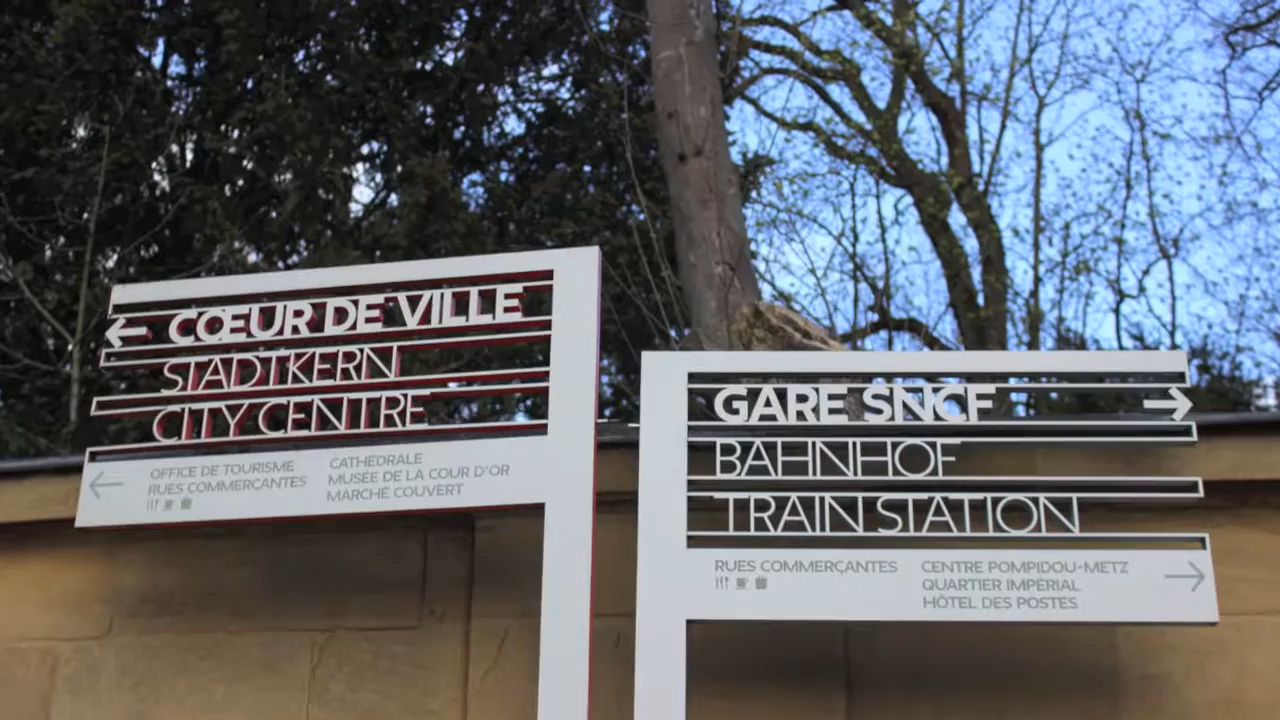 CŒUR DE VILLE
STADTKERN
CITY CENTRE
OFFICE DE TOURISME
RUES COMMERÇANTES
CATHÉDRALE
MUSÉE DE LA COUR D'OR
MARCHÉ COUVERT
GARE SNCF
BAHNHOF
TRAIN STATION
RUES COMMERÇANTES
CENTRE POMPIDOU-METZ
QUARTIER IMPÉRIAL
HÔTEL DES POSTES